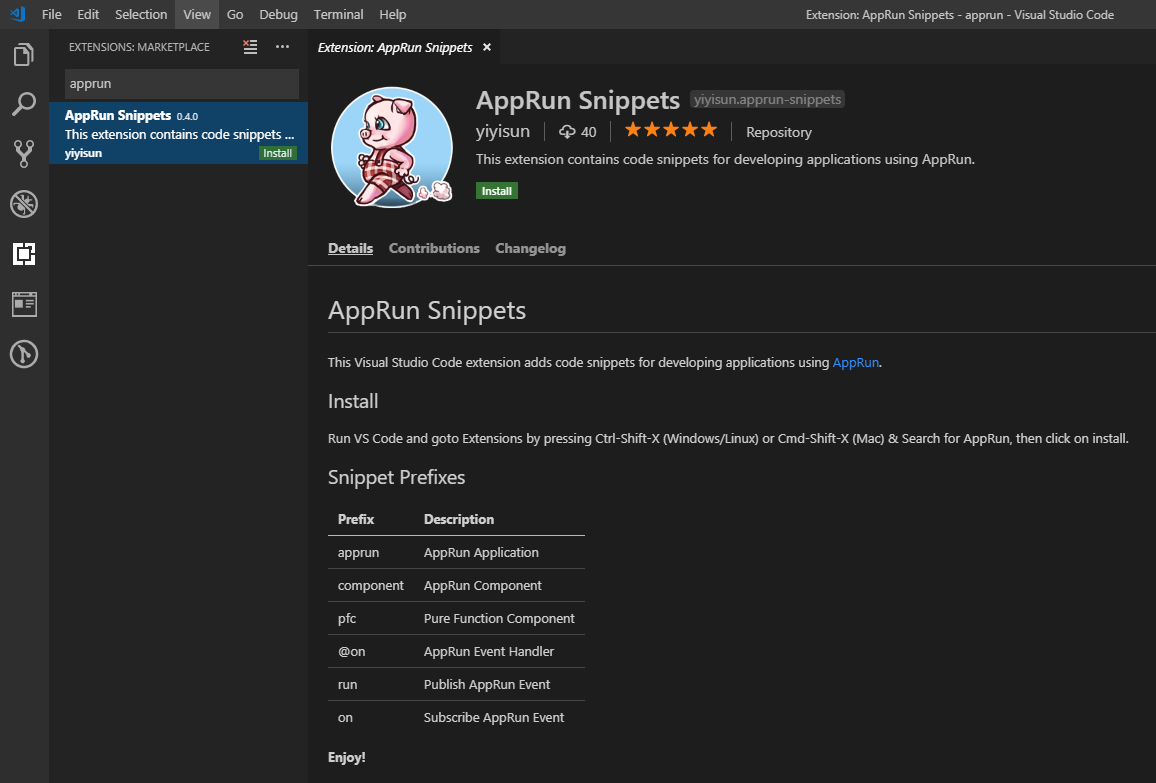 File Edit Selection View Go Debug Terminal Help Extension: AppRun Snippets - apprun - Visual Studio Code
EXTENSIONS: MARKETPLACE
apprun
AppRun Snippets 0.4.0
This extension contains code snippets ...
yiyisun Install
Extension: AppRun Snippets
AppRun Snippets yiyisun.apprun-snippets
yiyisun 40 Repository
This extension contains code snippets for developing applications using AppRun.
Install
Details Contributions Changelog
AppRun Snippets
This Visual Studio Code extension adds code snippets for developing applications using AppRun.
Install
Run VS Code and goto Extensions by pressing Ctrl-Shift-X (Windows/Linux) or Cmd-Shift-X (Mac) & Search for AppRun, then click on install.
Snippet Prefixes
Prefix Description
apprun AppRun Application
component AppRun Component
pfc Pure Function Component
@on AppRun Event Handler
run Publish AppRun Event
on Subscribe AppRun Event
Enjoy!